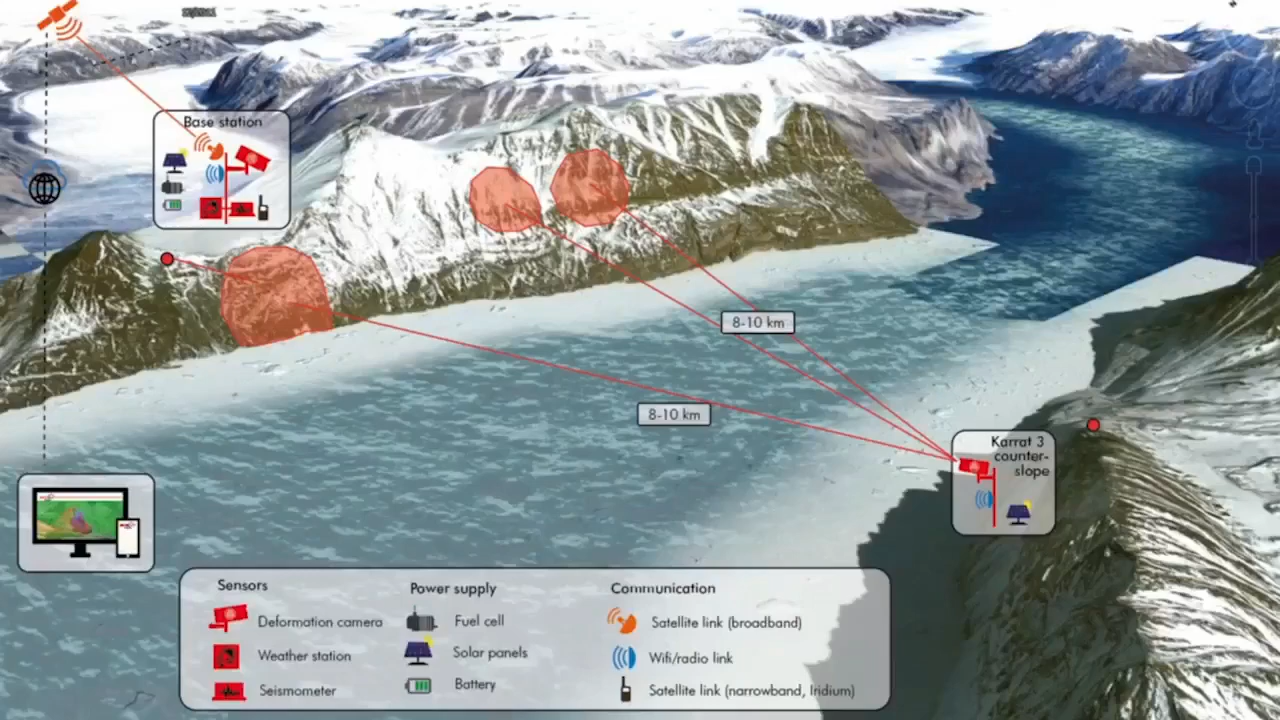 Base station
8-10 km
8-10 km
Karrat 3
counter-
slope
Sensors
Deformation camera
Weather station
Seismometer
Power supply
Fuel cell
Solar panels
Battery
Communication
Satellite link (broadband)
Wifi/radio link
Satellite link (narrowband, Iridium)